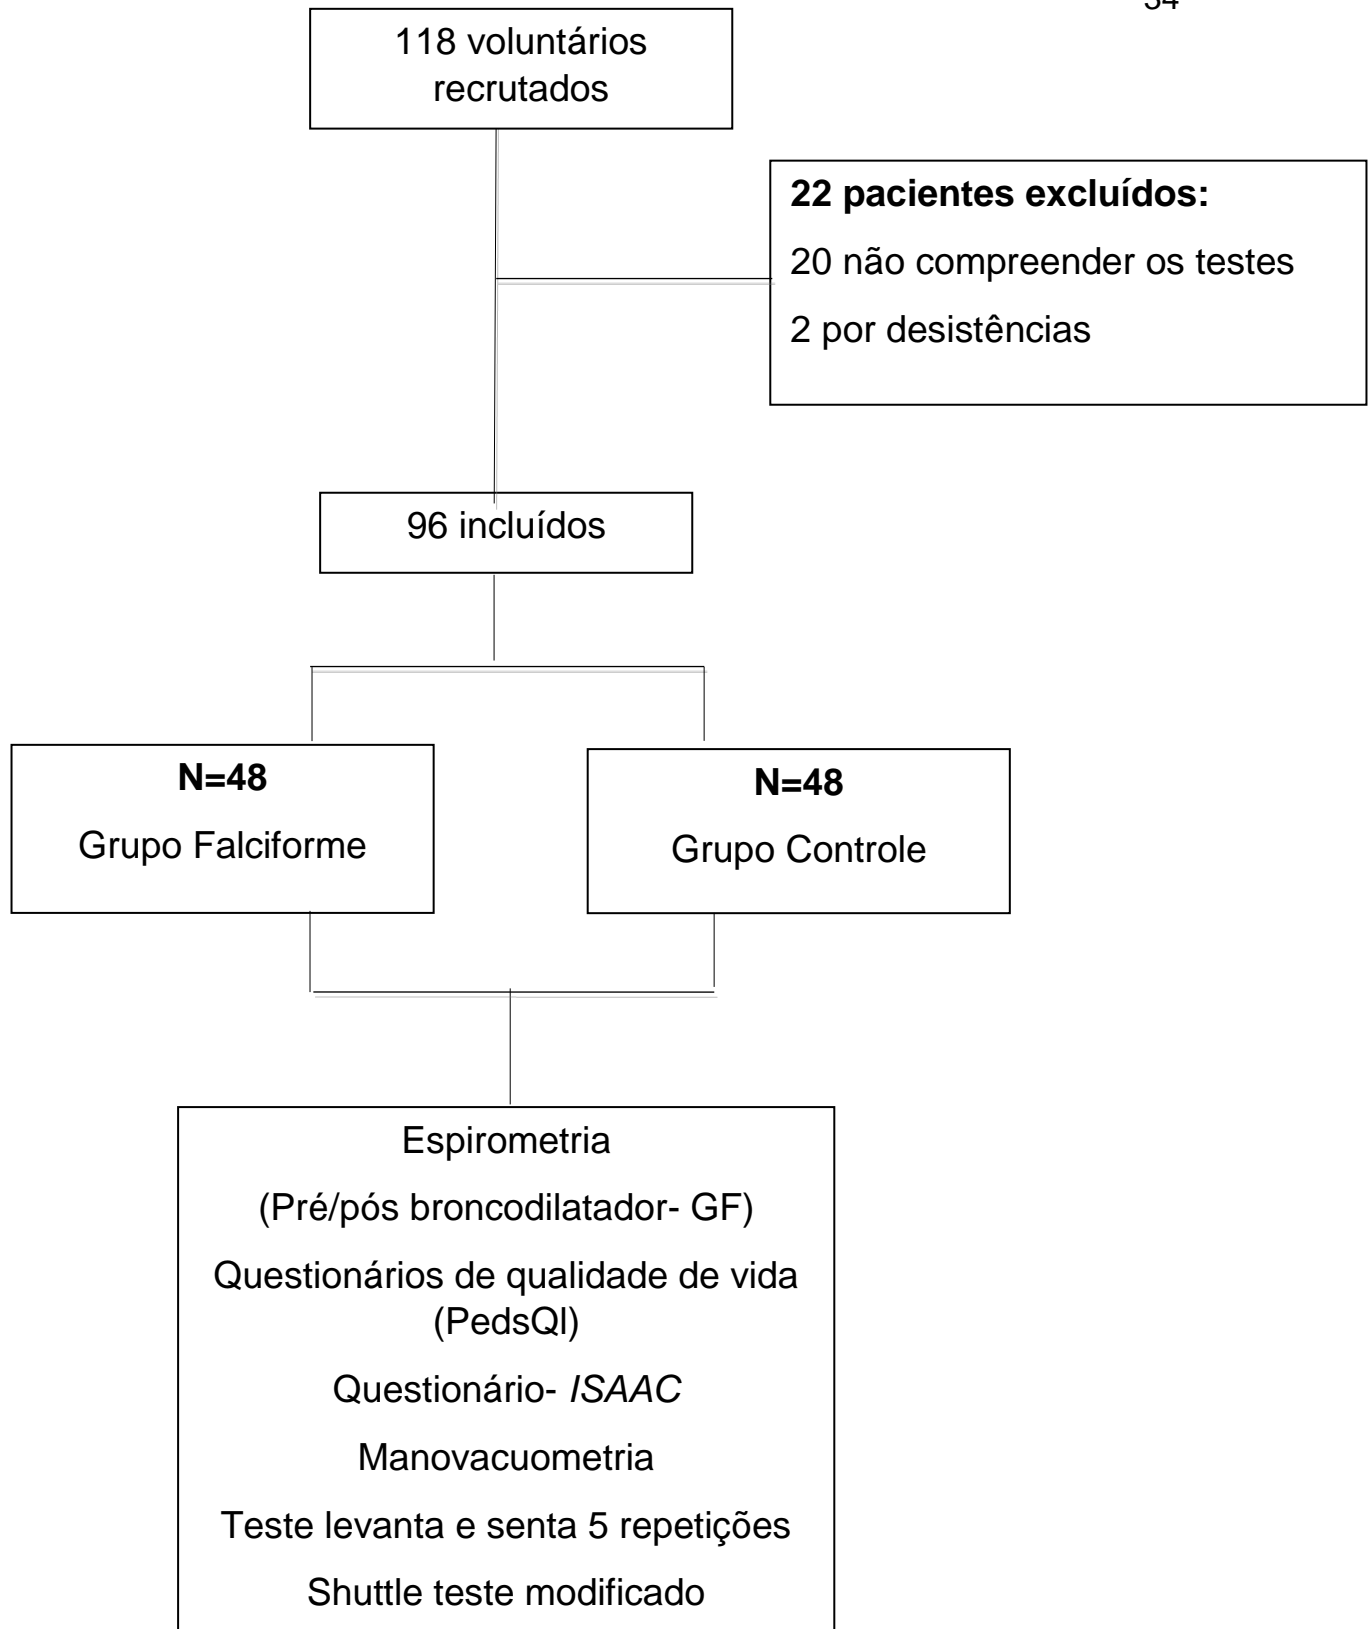 34
118 voluntários
recrutados
22 pacientes excluídos:
20 não compreender os testes
2 por desistências
96 incluídos
N=48
Grupo Falciforme
N=48
Grupo Controle
Espirometria
(Pré/pós broncodilatador- GF)
Questionários de qualidade de vida
(PedsQl)
Questionário- ISAAC
Manovacuometria
Teste levanta e senta 5 repetições
Shuttle teste modificado